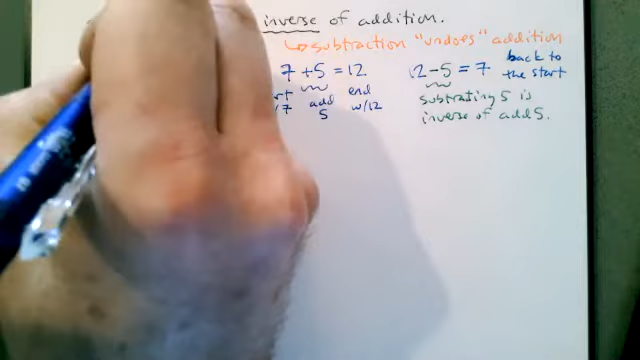 inverse of addition.
↳ subtraction "undoes" addition
7 + 5 = 12
add 5
end w/12
12 - 5 = 7
back to the start
subtrating 5 is
inverse of add 5.